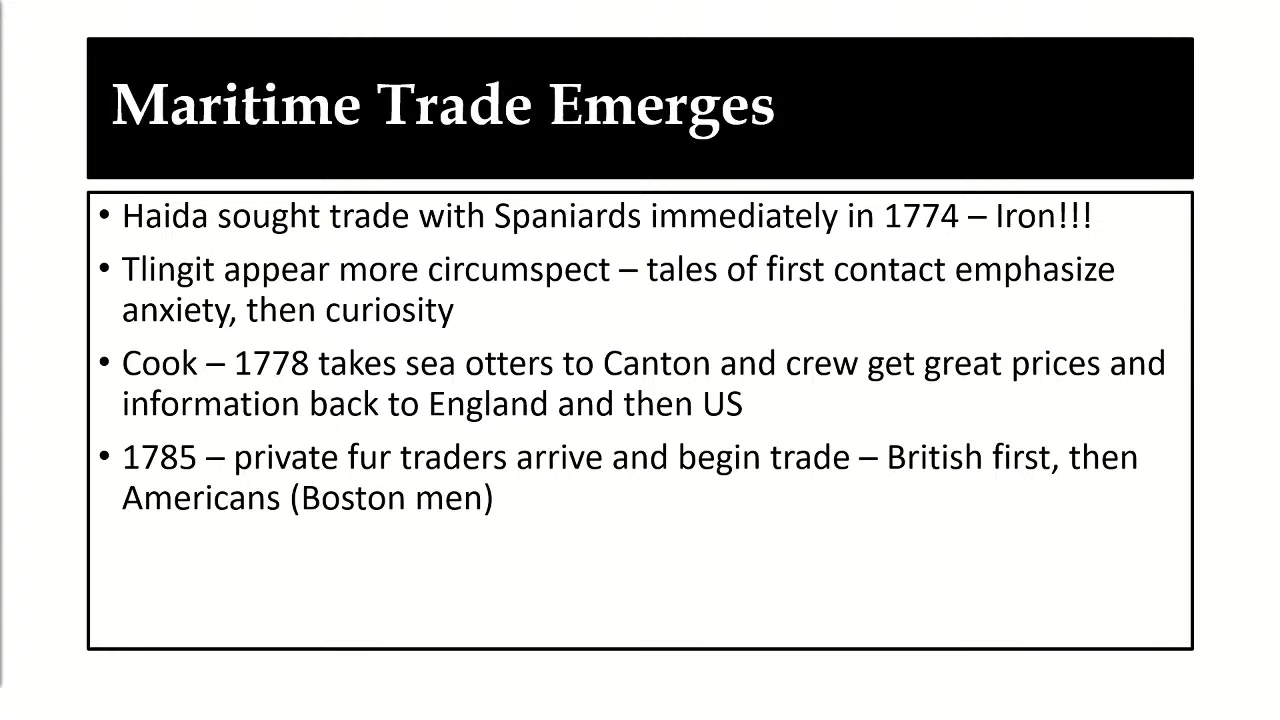 Maritime Trade Emerges
• Haida sought trade with Spaniards immediately in 1774 – Iron!!!
• Tlingit appear more circumspect – tales of first contact emphasize
anxiety, then curiosity
• Cook – 1778 takes sea otters to Canton and crew get great prices and
information back to England and then US
• 1785 – private fur traders arrive and begin trade – British first, then
Americans (Boston men)